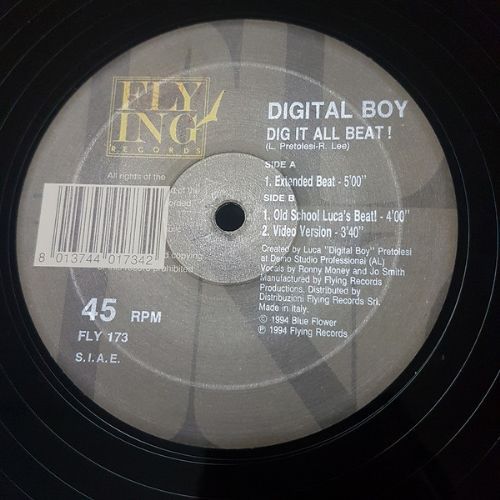 FLY
ING
RECORDS
DIGITAL BOY
DIG IT ALL BEAT!
(L. Pretolesi-R. Lee)
SIDE A
1. Extended Beat - 5'00"
SIDE B
1. Old School Luca's Beat! - 4'00"
2. Video Version - 3'40"
Created by Luca "Digital Boy" Pretolesi
at Demo Studio Professional (AL)
Vocals by Ronny Money and Jo Smith
Manufactured by Flying Records
Productions. Distributed by
Distribuzioni Flying Records Srl.
Made in Italy.
© 1994 Blue Flower
℗ 1994 Flying Records
All rights of the
of the
copying
prohibited
8 013744 017342
45 RPM
FLY 173
S.I.A.E.